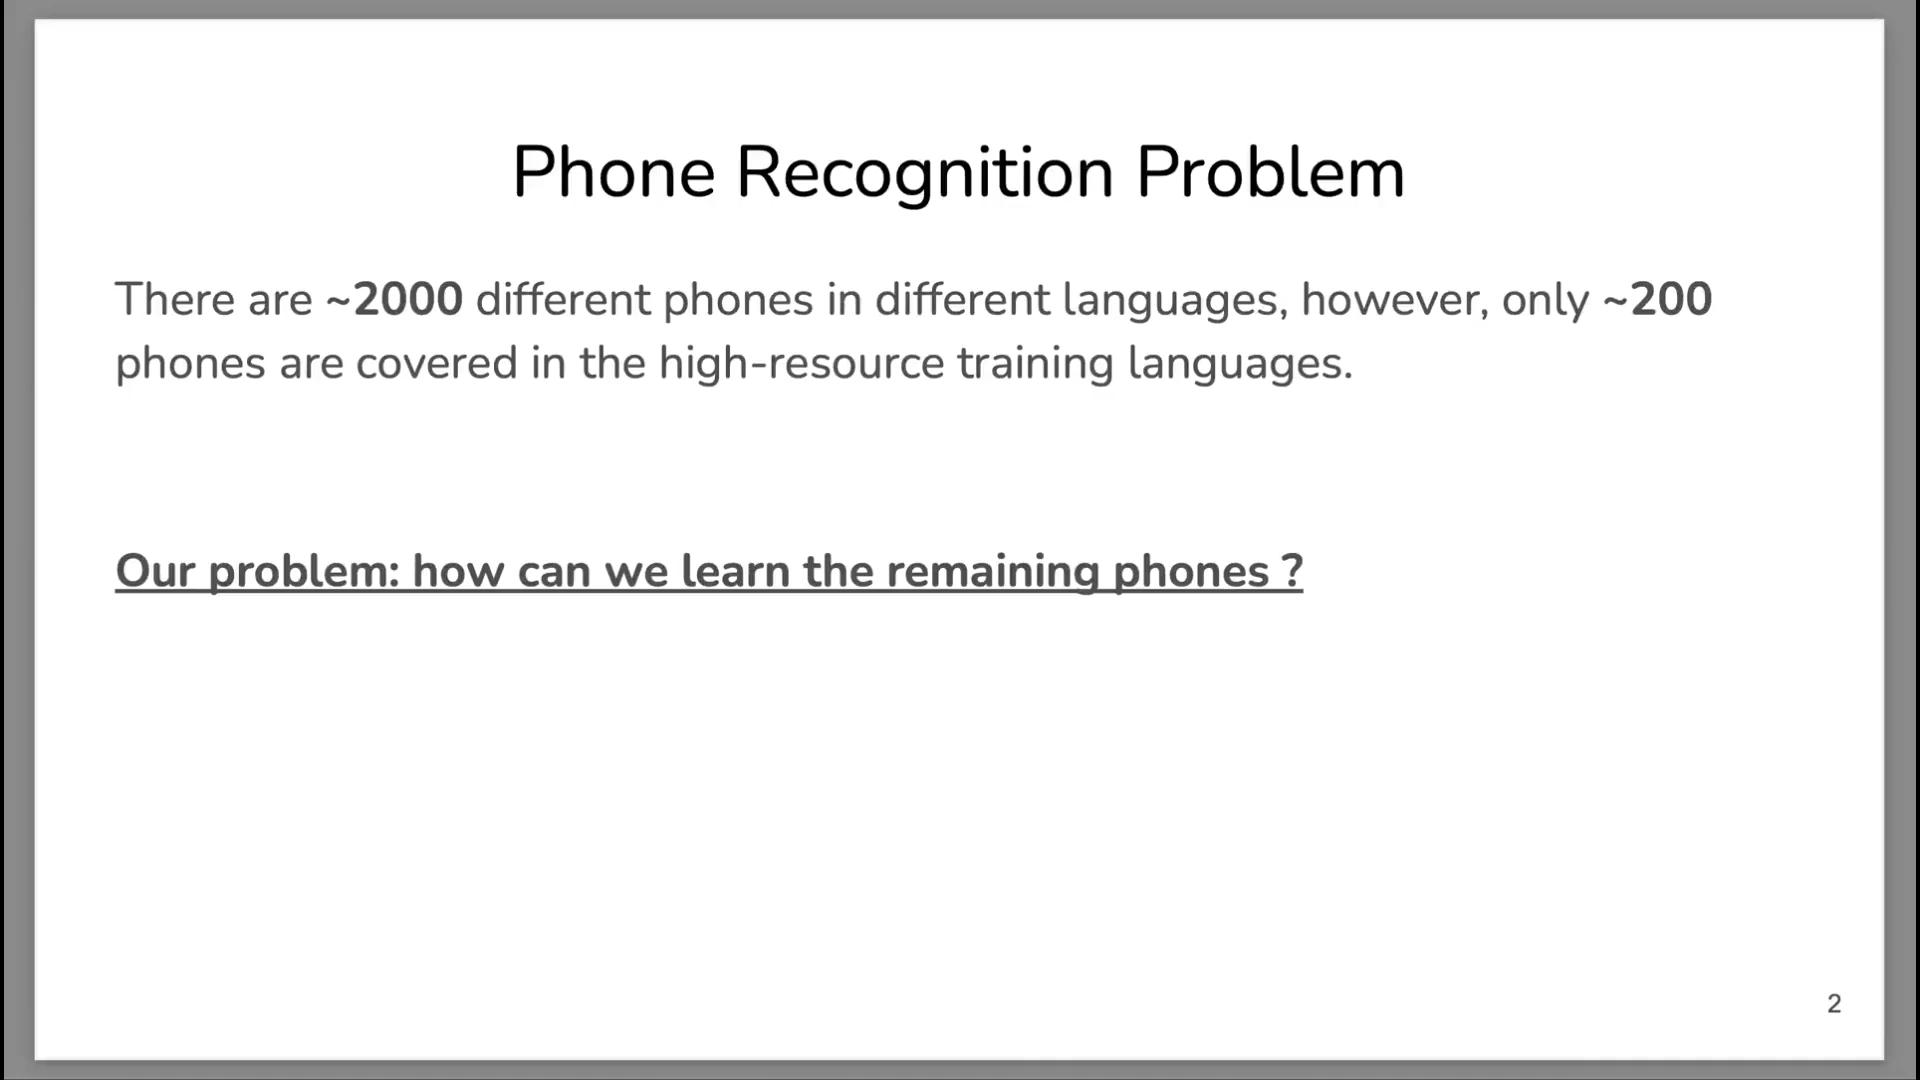 Phone Recognition Problem
There are ~2000 different phones in different languages, however, only ~200
phones are covered in the high-resource training languages.
Our problem: how can we learn the remaining phones ?
2